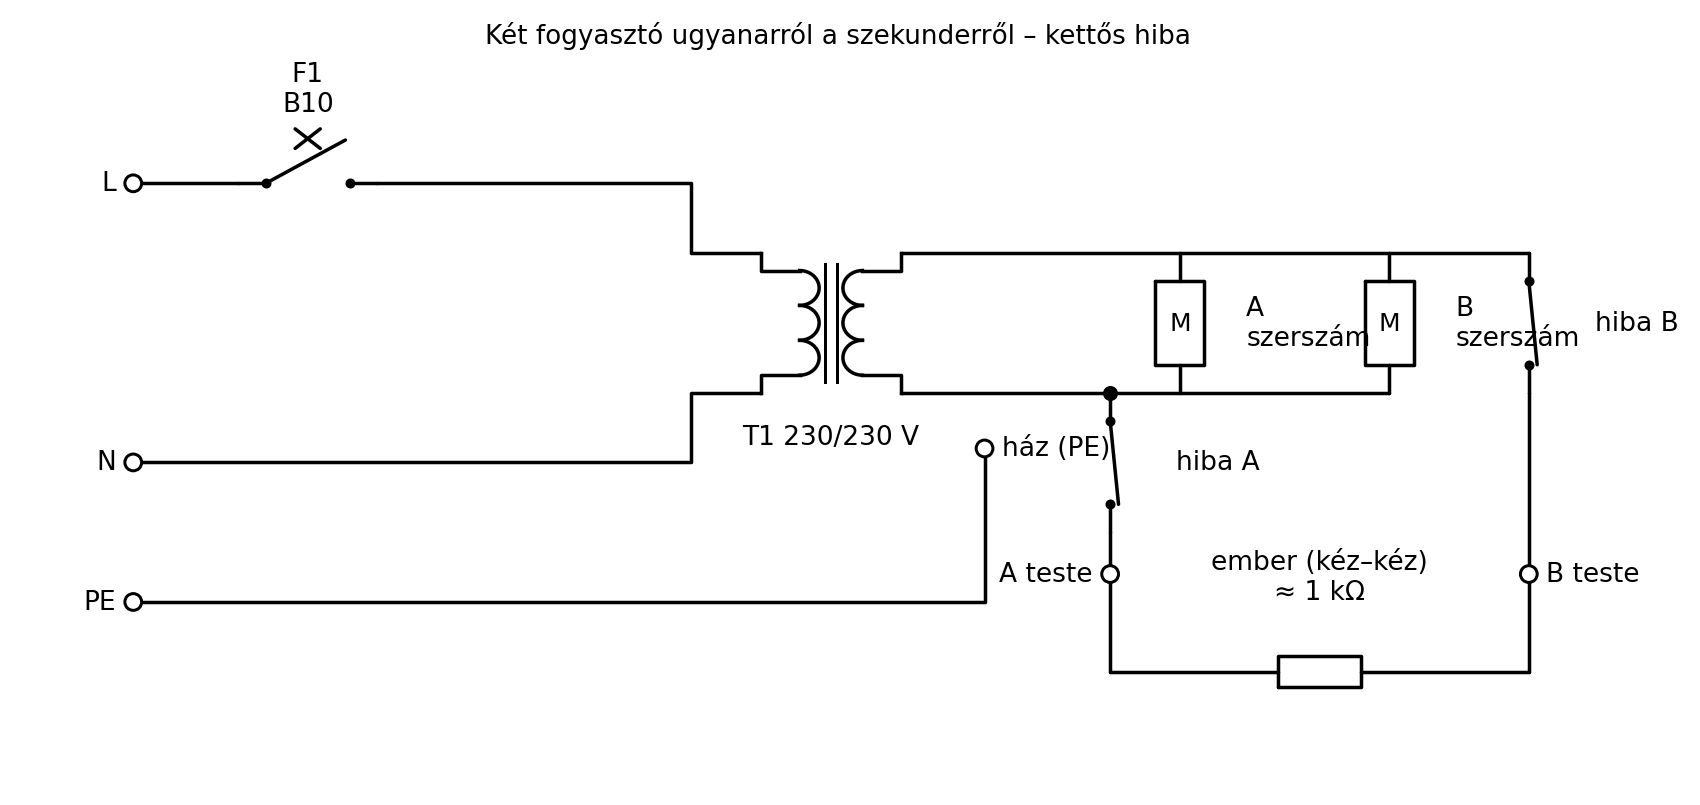 Két fogyasztó ugyanarról a szekunderről – kettős hiba
F1
B10
L
M
A
szerszám
M
B
szerszám
hiba B
T1 230/230 V
ház (PE)
N
hiba A
A teste
ember (kéz–kéz)
≈ 1 kΩ
B teste
PE